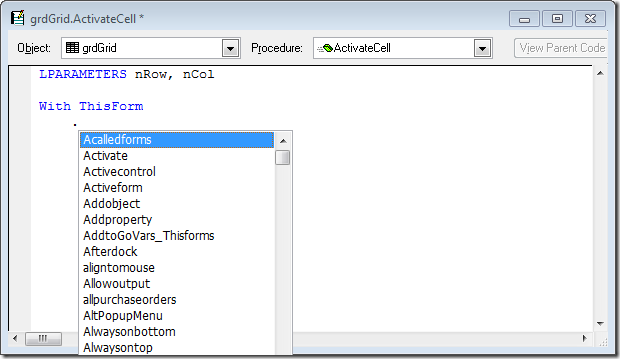 grdGrid.ActivateCell *
Object: grdGrid Procedure: ActivateCell View Parent Code
LPARAMETERS nRow, nCol
With ThisForm
.
Acalledforms
Activate
Activecontrol
Activeform
Addobject
Addproperty
AddtoGoVars_Thisforms
Afterdock
aligntomouse
Allowoutput
allpurchaseorders
AltPopupMenu
Alwaysonbottom
Alwaysontop